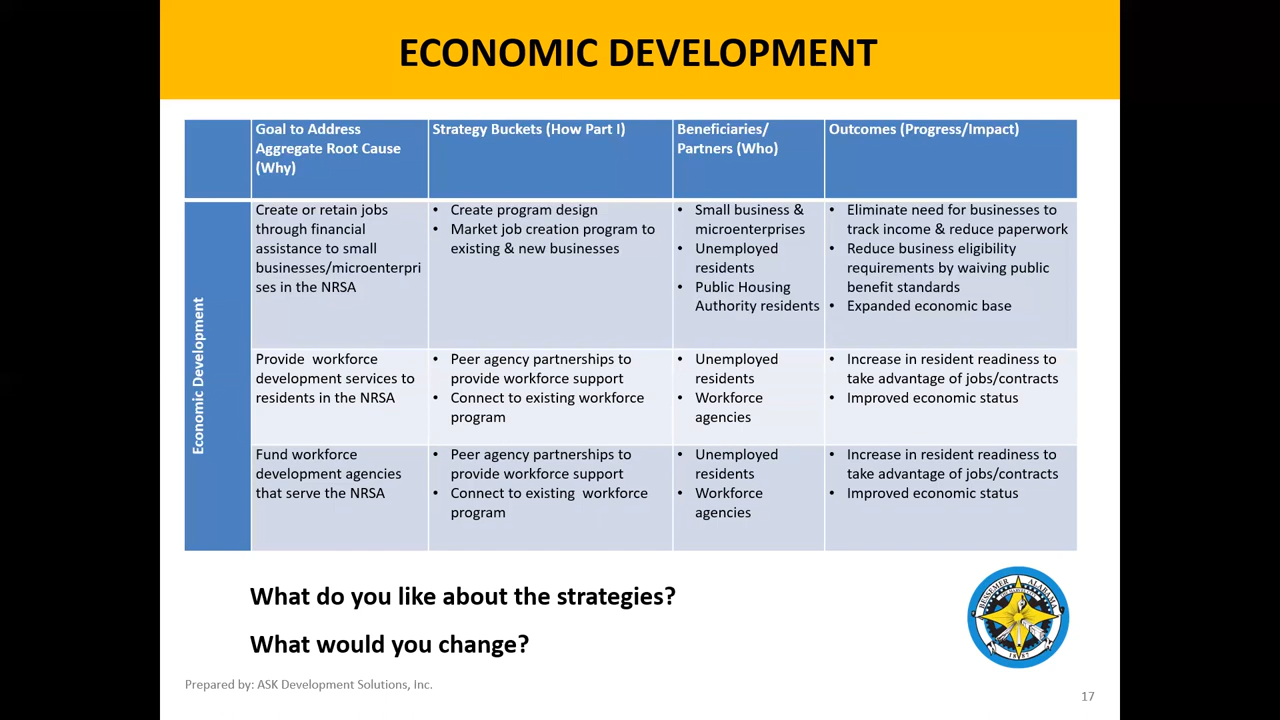 ECONOMIC DEVELOPMENT
Goal to Address
Aggregate Root Cause
(Why)
Strategy Buckets (How Part I)
Beneficiaries/
Partners (Who)
Outcomes (Progress/Impact)
Economic Development
Create or retain jobs
through financial
assistance to small
businesses/microenterpri
ses in the NRSA
• Create program design
• Market job creation program to
existing & new businesses
• Small business &
microenterprises
• Unemployed
residents
• Public Housing
Authority residents
• Eliminate need for businesses to
track income & reduce paperwork
• Reduce business eligibility
requirements by waiving public
benefit standards
• Expanded economic base
Provide workforce
development services to
residents in the NRSA
• Peer agency partnerships to
provide workforce support
• Connect to existing workforce
program
• Unemployed
residents
• Workforce
agencies
• Increase in resident readiness to
take advantage of jobs/contracts
• Improved economic status
Fund workforce
development agencies
that serve the NRSA
• Peer agency partnerships to
provide workforce support
• Connect to existing workforce
program
• Unemployed
residents
• Workforce
agencies
• Increase in resident readiness to
take advantage of jobs/contracts
• Improved economic status
What do you like about the strategies?
What would you change?
BESSEMER ALABAMA
1887
Prepared by: ASK Development Solutions, Inc.
17